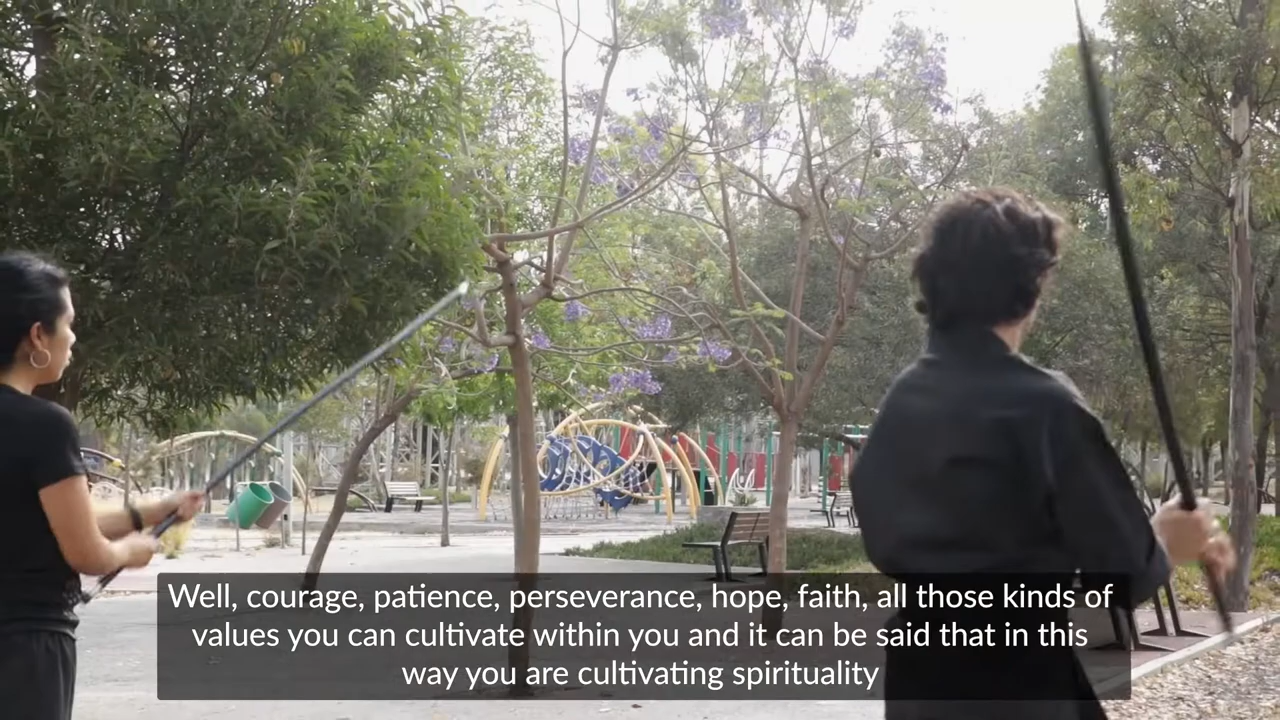 Well, courage, patience, perseverance, hope, faith, all those kinds of
values you can cultivate within you and it can be said that in this
way you are cultivating spirituality